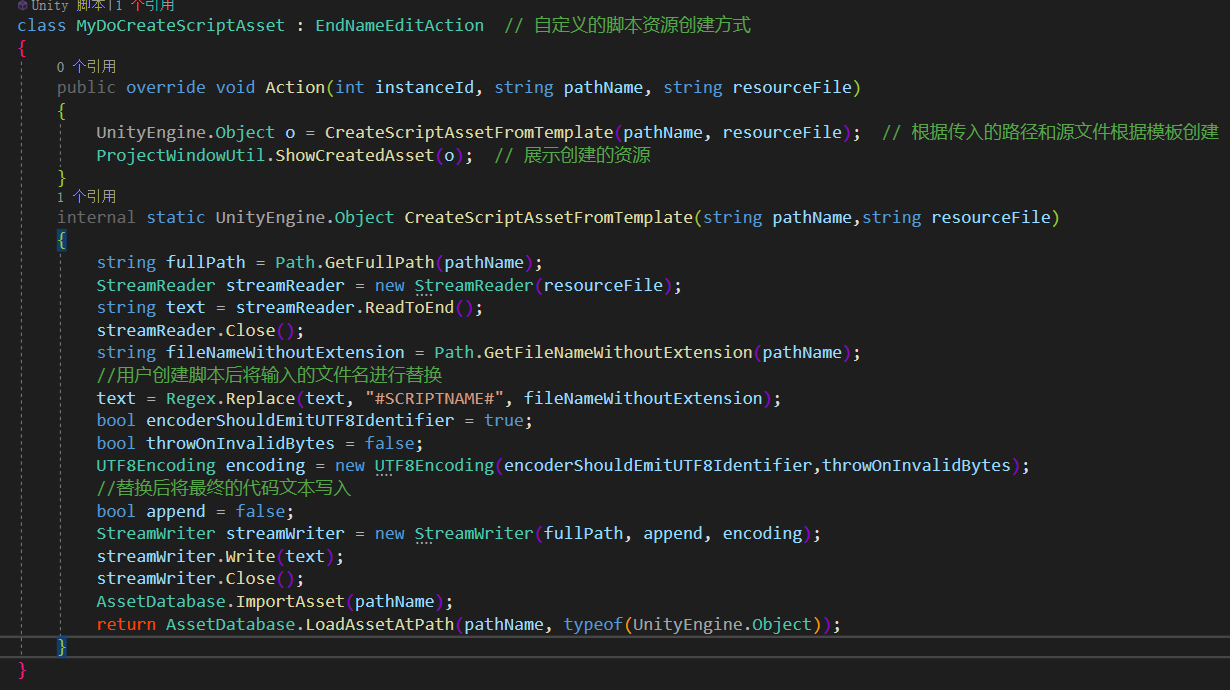 Unity 脚本|1 个引用
class MyDoCreateScriptAsset : EndNameEditAction  // 自定义的脚本资源创建方式
{
0 个引用
public override void Action(int instanceId, string pathName, string resourceFile)
{
UnityEngine.Object o = CreateScriptAssetFromTemplate(pathName, resourceFile);  // 根据传入的路径和源文件根据模板创建
ProjectWindowUtil.ShowCreatedAsset(o);  // 展示创建的资源
}
1 个引用
internal static UnityEngine.Object CreateScriptAssetFromTemplate(string pathName,string resourceFile)
{
string fullPath = Path.GetFullPath(pathName);
StreamReader streamReader = new StreamReader(resourceFile);
string text = streamReader.ReadToEnd();
streamReader.Close();
string fileNameWithoutExtension = Path.GetFileNameWithoutExtension(pathName);
//用户创建脚本后将输入的文件名进行替换
text = Regex.Replace(text, "#SCRIPTNAME#", fileNameWithoutExtension);
bool encoderShouldEmitUTF8Identifier = true;
bool throwOnInvalidBytes = false;
UTF8Encoding encoding = new UTF8Encoding(encoderShouldEmitUTF8Identifier,throwOnInvalidBytes);
//替换后将最终的代码文本写入
bool append = false;
StreamWriter streamWriter = new StreamWriter(fullPath, append, encoding);
streamWriter.Write(text);
streamWriter.Close();
AssetDatabase.ImportAsset(pathName);
return AssetDatabase.LoadAssetAtPath(pathName, typeof(UnityEngine.Object));
}
}